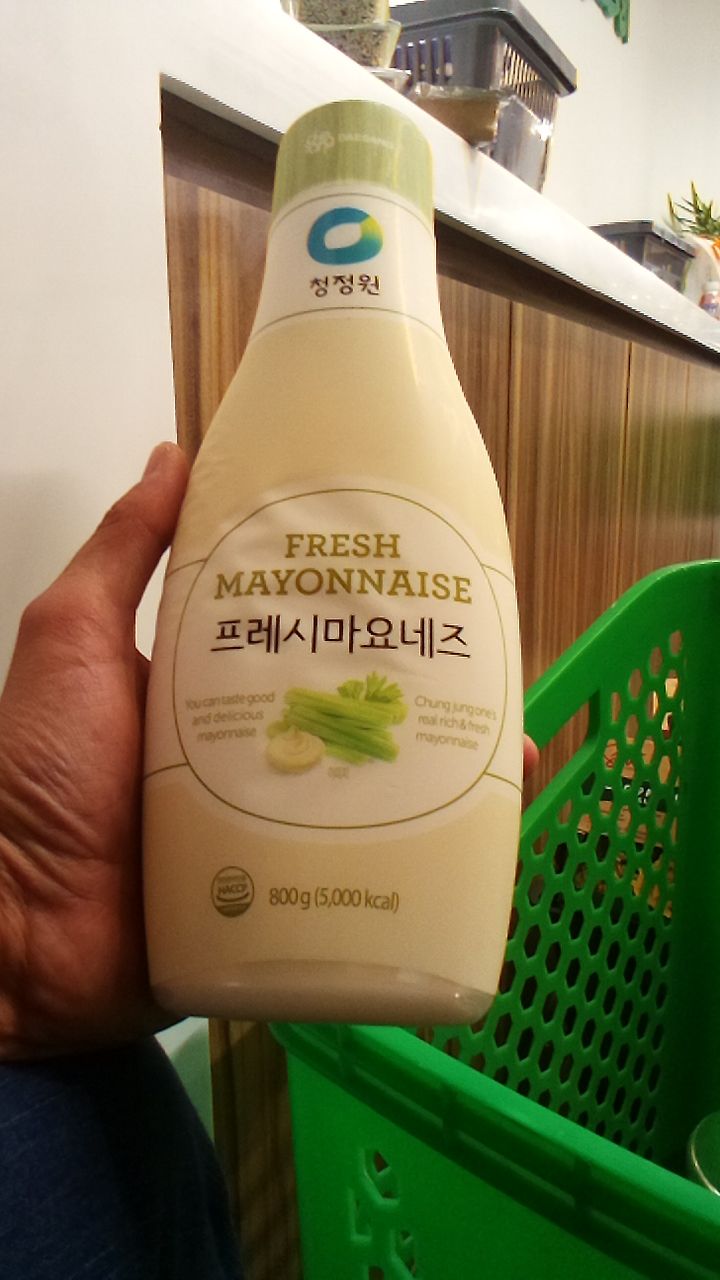 DAESANG
청정원
FRESH
MAYONNAISE
프레시마요네즈
You can taste good
and delicious
mayonnaise
Chung jung one's
real rich & fresh
mayonnaise
HACCP
800g (5,000 kcal)